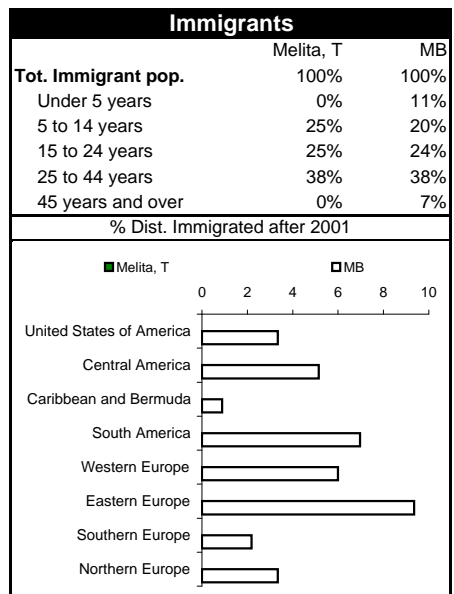 Immigrants
Melita, T MB
Tot. Immigrant pop. 100% 100%
Under 5 years 0% 11%
5 to 14 years 25% 20%
15 to 24 years 25% 24%
25 to 44 years 38% 38%
45 years and over 0% 7%
% Dist. Immigrated after 2001
Melita, T MB
0 2 4 6 8 10
United States of America
Central America
Caribbean and Bermuda
South America
Western Europe
Eastern Europe
Southern Europe
Northern Europe